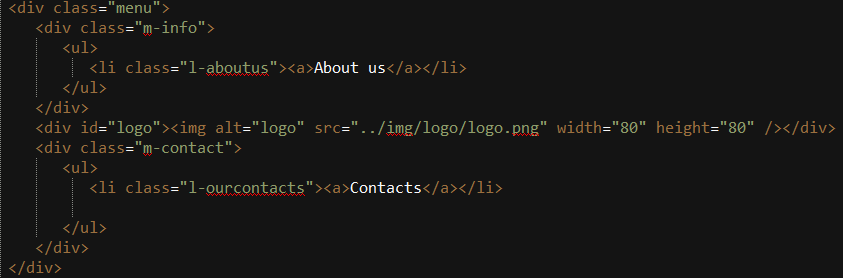 <div class="menu">
<div class="m-info">
<ul>
<li class="l-aboutus"><a>About us</a></li>
</ul>
</div>
<div id="logo"><img alt="logo" src="../img/logo/logo.png" width="80" height="80" /></div>
<div class="m-contact">
<ul>
<li class="l-ourcontacts"><a>Contacts</a></li>
</ul>
</div>
</div>